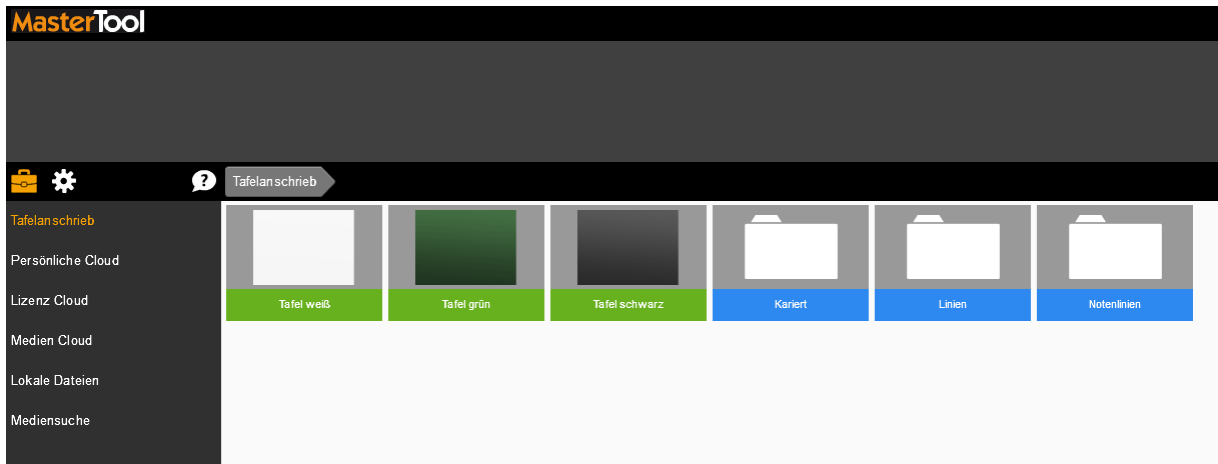 MasterTool
?
Tafelanschrieb
Tafelanschrieb
Persönliche Cloud
Lizenz Cloud
Medien Cloud
Lokale Dateien
Mediensuche
Tafel weiß
Tafel grün
Tafel schwarz
Kariert
Linien
Notenlinien